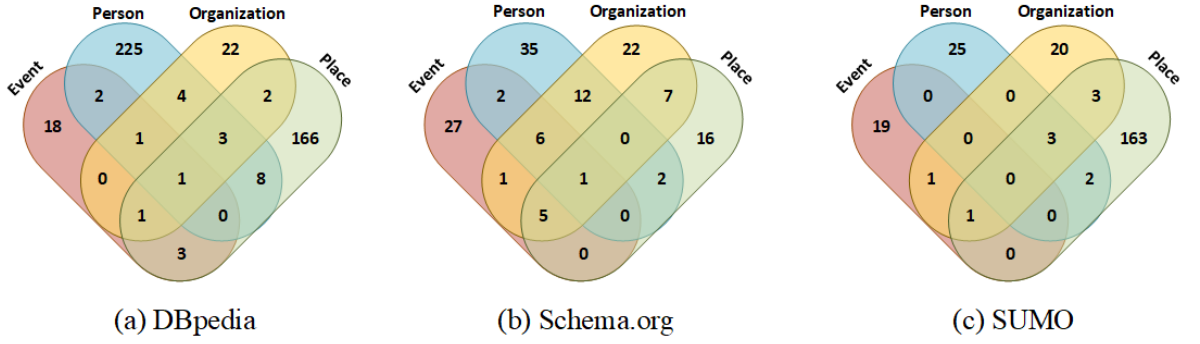 Person Organization
Event
Place
225 22
2 4 2
18 1 3 166
0 1 8
1 0
3
(a) DBpedia
Person Organization
Event
Place
35 22
2 12 7
27 6 0 16
1 1 2
5 0
0
(b) Schema.org
Person Organization
Event
Place
25 20
0 0 3
19 0 3 163
1 0 2
1 0
0
(c) SUMO